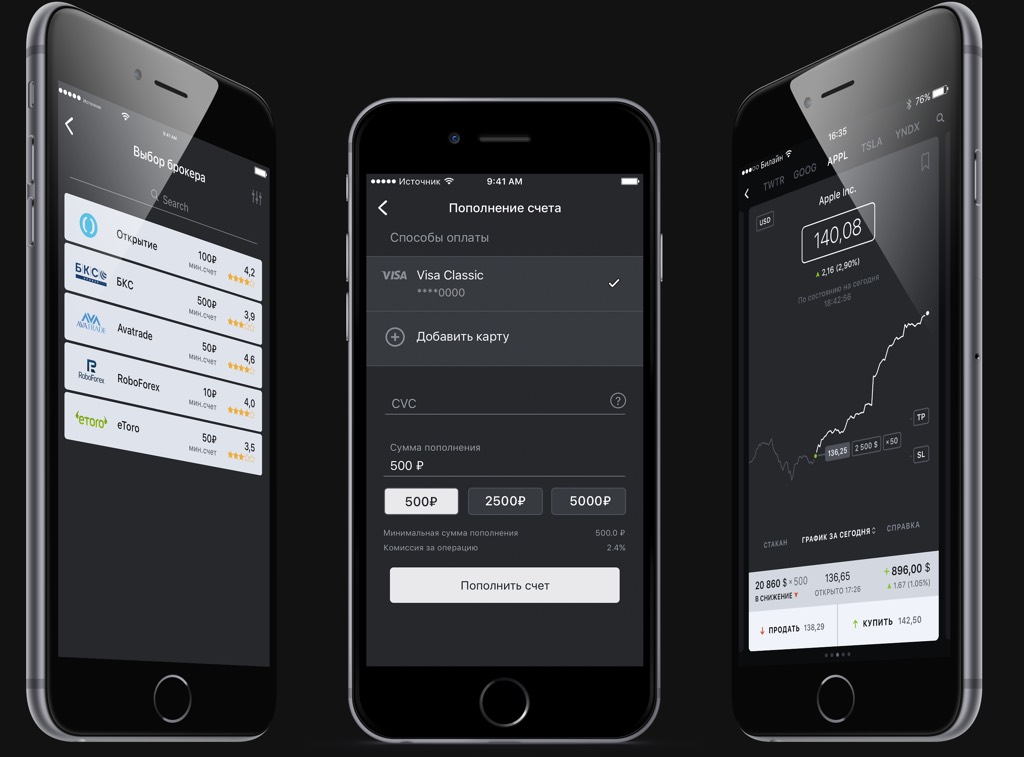 Источник
9:41 AM
Выбор брокера
Search
Открытие
100₽
мин.счет
4,2
БКС
БКС
500₽
мин.счет
3,9
AVA
AVATRADE
Avatrade
50₽
мин.счет
4,6
RoboForex
RoboForex
10₽
мин.счет
4,0
eToro
eToro
50₽
мин.счет
3,5
Источник 9:41 AM
Пополнение счета
Способы оплаты
VISA Visa Classic
****0000
Добавить карту
CVC ?
Сумма пополнения
500 ₽
500₽ 2500₽ 5000₽
Минимальная сумма пополнения 500.0 ₽
Комиссия за операцию 2.4%
Пополнить счет
Билайн 16:35 76%
TWTR GOOG APPL TSLA YNDX
Apple Inc.
USD
140,08
▲ 2,16 (2,90%)
По состоянию на сегодня
18:42:56
TP
136,25 2 500 $ ×50
SL
СТАКАН ГРАФИК ЗА СЕГОДНЯ СПРАВКА
20 860 $ ×500 136,65 +896,00 $
В СНИЖЕНИЕ ▼ ОТКРЫТО 17:26 ▲ 1.67 (1.05%)
↓ ПРОДАТЬ 138,29 ↑ КУПИТЬ 142,50